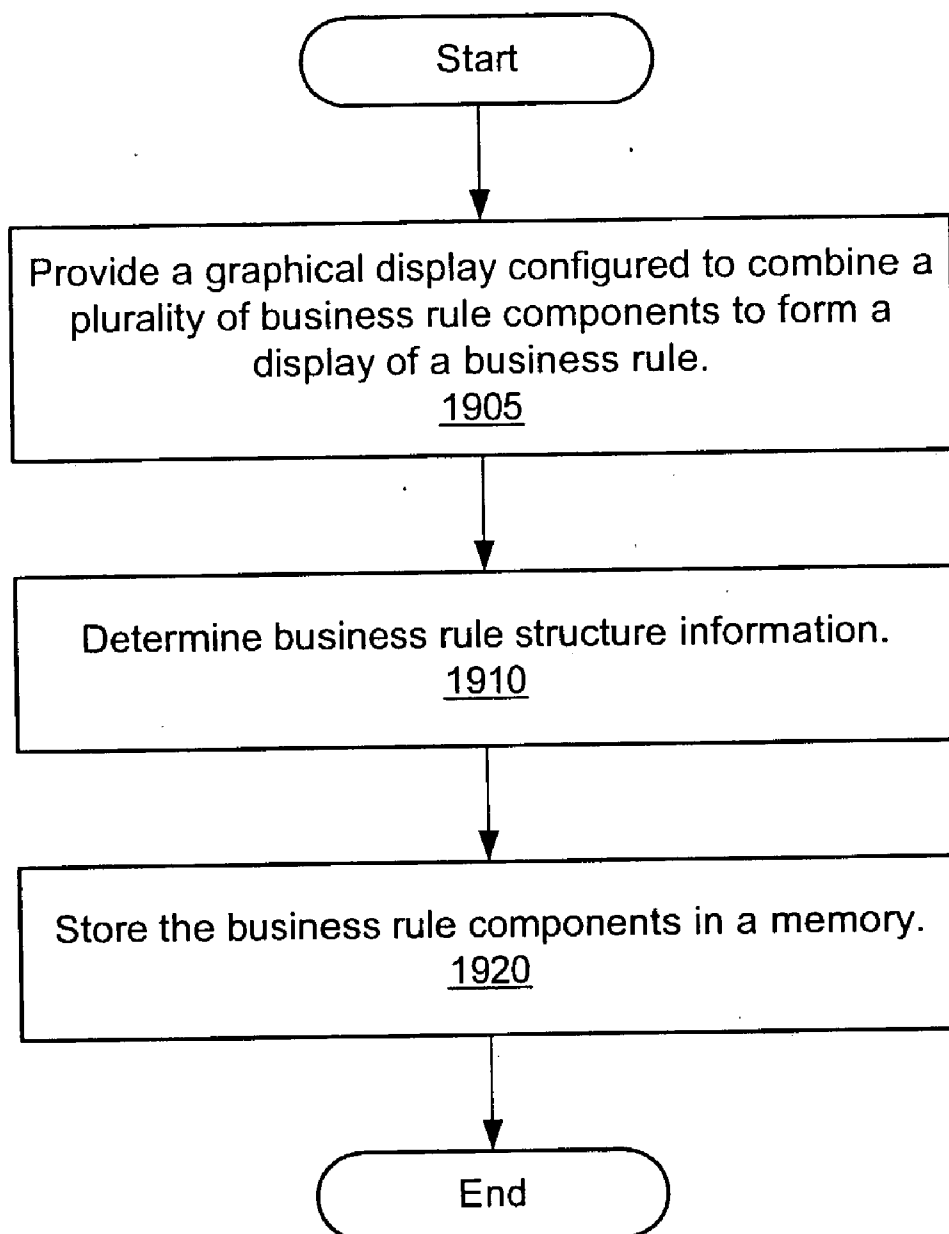 Start
Provide a graphical display configured to combine a
plurality of business rule components to form a
display of a business rule.
1905
Determine business rule structure information.
1910
Store the business rule components in a memory.
1920
End